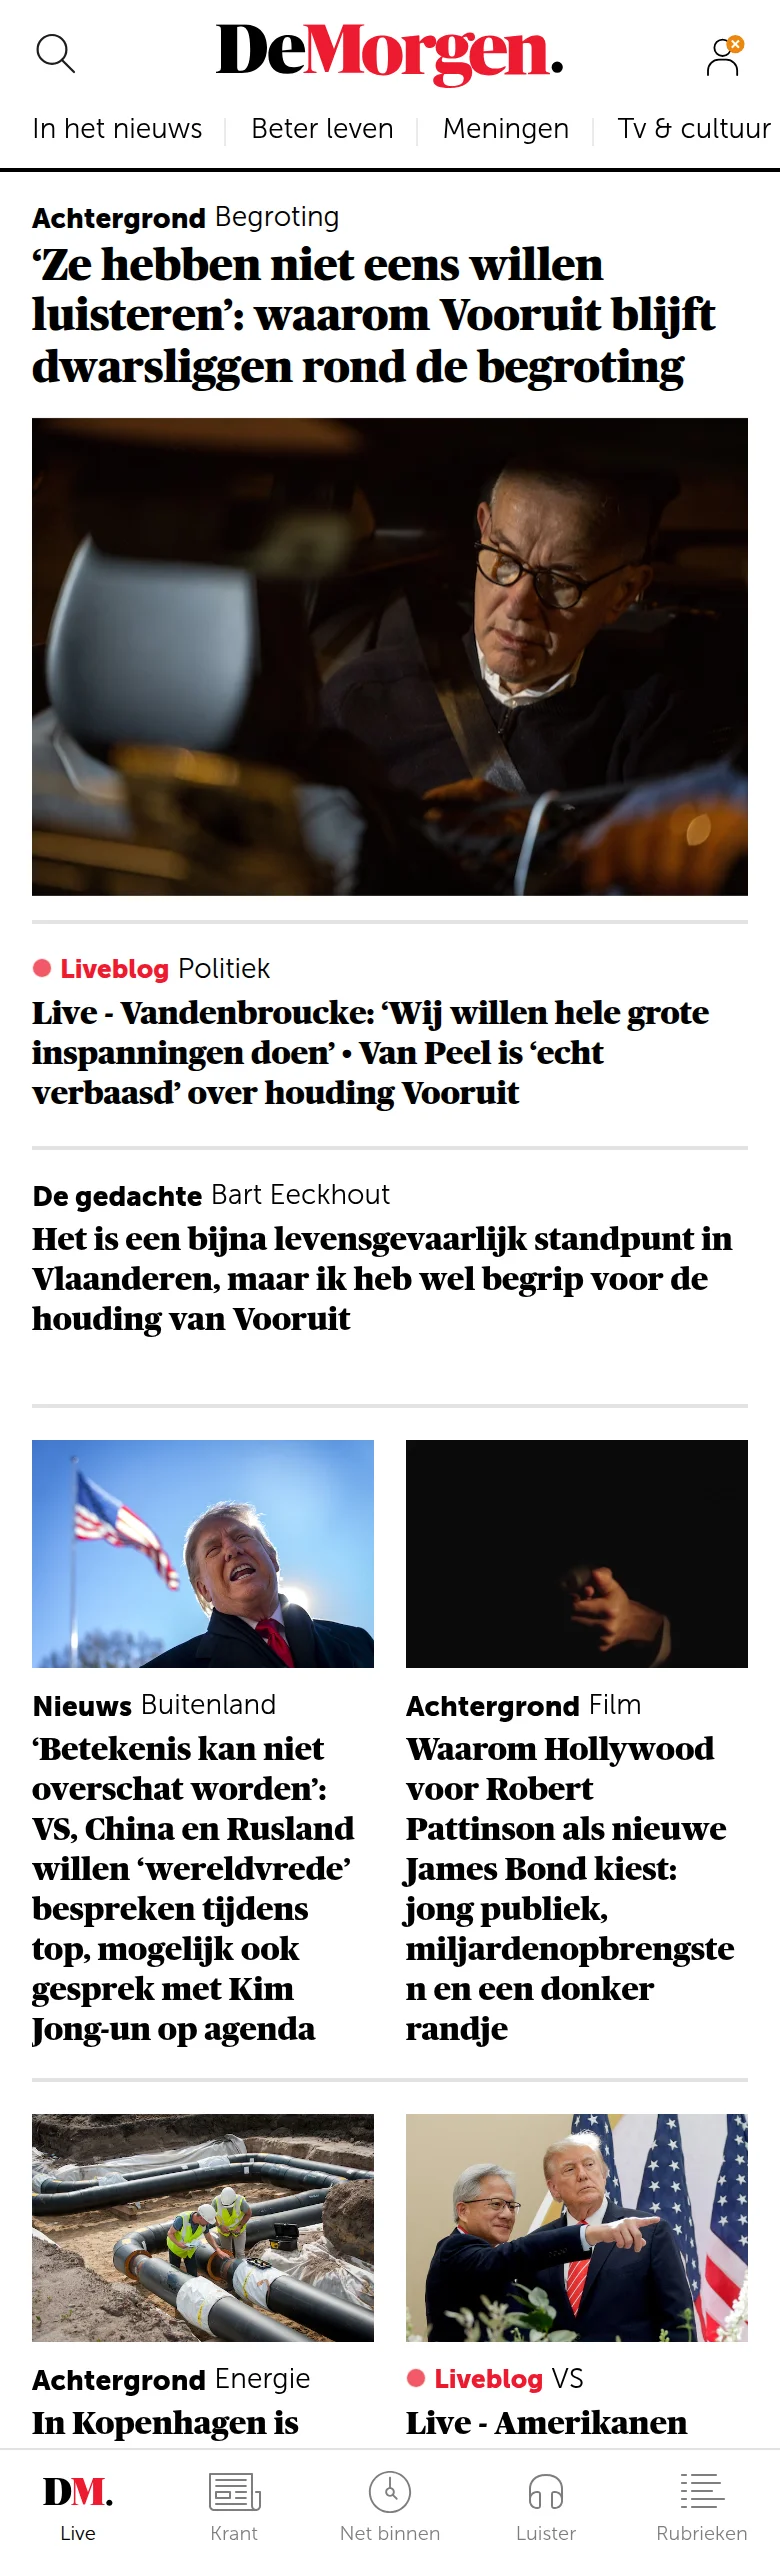 DeMorgen.
In het nieuws
Beter leven
Meningen
Tv & cultuur
Achtergrond Begroting
‘Ze hebben niet eens willen
luisteren’: waarom Vooruit blijft
dwarsliggen rond de begroting
Liveblog Politiek
Live - Vandenbroucke: ‘Wij willen hele grote
inspanningen doen’ • Van Peel is ‘echt
verbaasd’ over houding Vooruit
De gedachte Bart Eeckhout
Het is een bijna levensgevaarlijk standpunt in
Vlaanderen, maar ik heb wel begrip voor de
houding van Vooruit
Nieuws Buitenland
‘Betekenis kan niet
overschat worden’:
VS, China en Rusland
willen ‘wereldvrede’
bespreken tijdens
top, mogelijk ook
gesprek met Kim
Jong-un op agenda
Achtergrond Film
Waarom Hollywood
voor Robert
Pattinson als nieuwe
James Bond kiest:
jong publiek,
miljardenopbrengste
n en een donker
randje
Achtergrond Energie
In Kopenhagen is
Liveblog VS
Live - Amerikanen
DM.
Live
Krant
Net binnen
Luister
Rubrieken